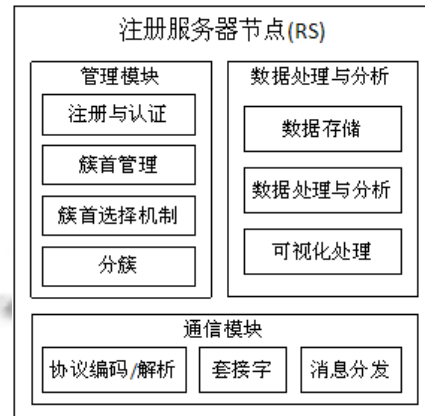 注册服务器节点(RS)
管理模块
注册与认证
簇首管理
簇首选择机制
分簇
数据处理与分析
数据存储
数据处理与分析
可视化处理
通信模块
协议编码/解析
套接字
消息分发